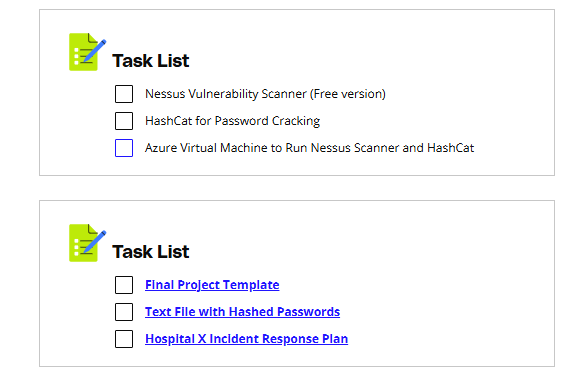 Task List
Nessus Vulnerability Scanner (Free version)
HashCat for Password Cracking
Azure Virtual Machine to Run Nessus Scanner and HashCat
Task List
Final Project Template
Text File with Hashed Passwords
Hospital X Incident Response Plan